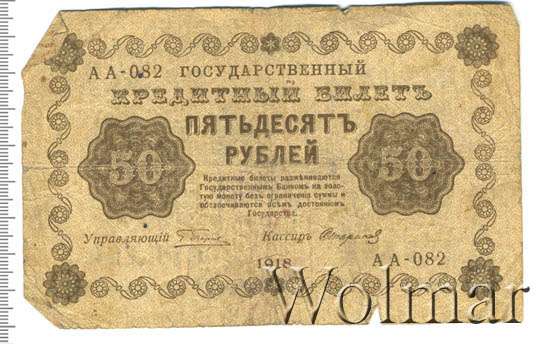 АА-082 ГОСУДАРСТВЕННЫЙ
КРЕДИТНЫЙ БИЛЕТЪ
ПЯТЬДЕСЯТЪ
РУБЛЕЙ
50
50
Кредитные билеты размѣниваются
Государственнымъ Банкомъ на золо-
тую монету безъ ограниченія суммы и
обезпечиваются всѣмъ достояніемъ
Государства.
Управляющій
Кассиръ
1918
АА-082
Wolmar